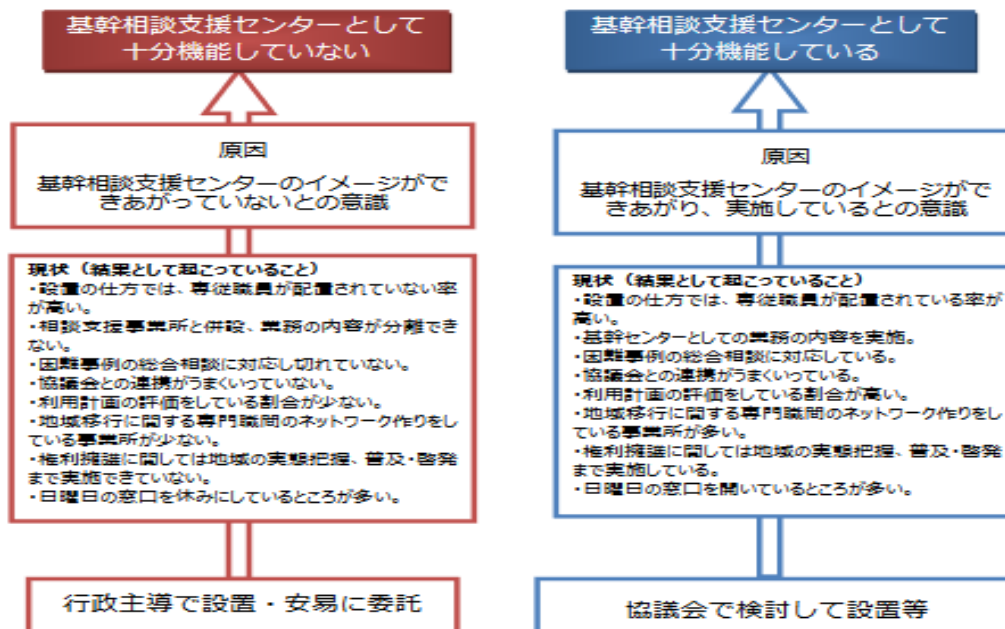 基幹相談支援センターとして
十分機能していない
原因
基幹相談支援センターのイメージがで
きあがっていないとの意識
現状（結果として起こっていること）
・設置の仕方では、専従職員が配置されていない率
が高い。
・相談支援事業所と併設、業務の内容が分離でき
ない。
・困難事例の総合相談に対応し切れていない。
・協議会との連携がうまくいっていない。
・利用計画の評価をしている割合が少ない。
・地域移行に関する専門職間のネットワーク作りをし
ている事業所が少ない。
・権利擁護に関しては地域の実態把握、普及・啓発
まで実施できていない。
・日曜日の窓口を休みにしているところが多い。
行政主導で設置・安易に委託
基幹相談支援センターとして
十分機能している
原因
基幹相談支援センターのイメージがで
きあがり、実施しているとの意識
現状（結果として起こっていること）
・設置の仕方では、専従職員が配置されている率が
高い。
・基幹センターとしての業務の内容を実施。
・困難事例の総合相談に対応している。
・協議会との連携がうまくいっている。
・利用計画の評価をしている割合が高い。
・地域移行に関する専門職間のネットワーク作りをし
ている事業所が多い。
・権利擁護に関しては地域の実態把握、普及・啓発
まで実施している。
・日曜日の窓口を開いているところが多い。
協議会で検討して設置等